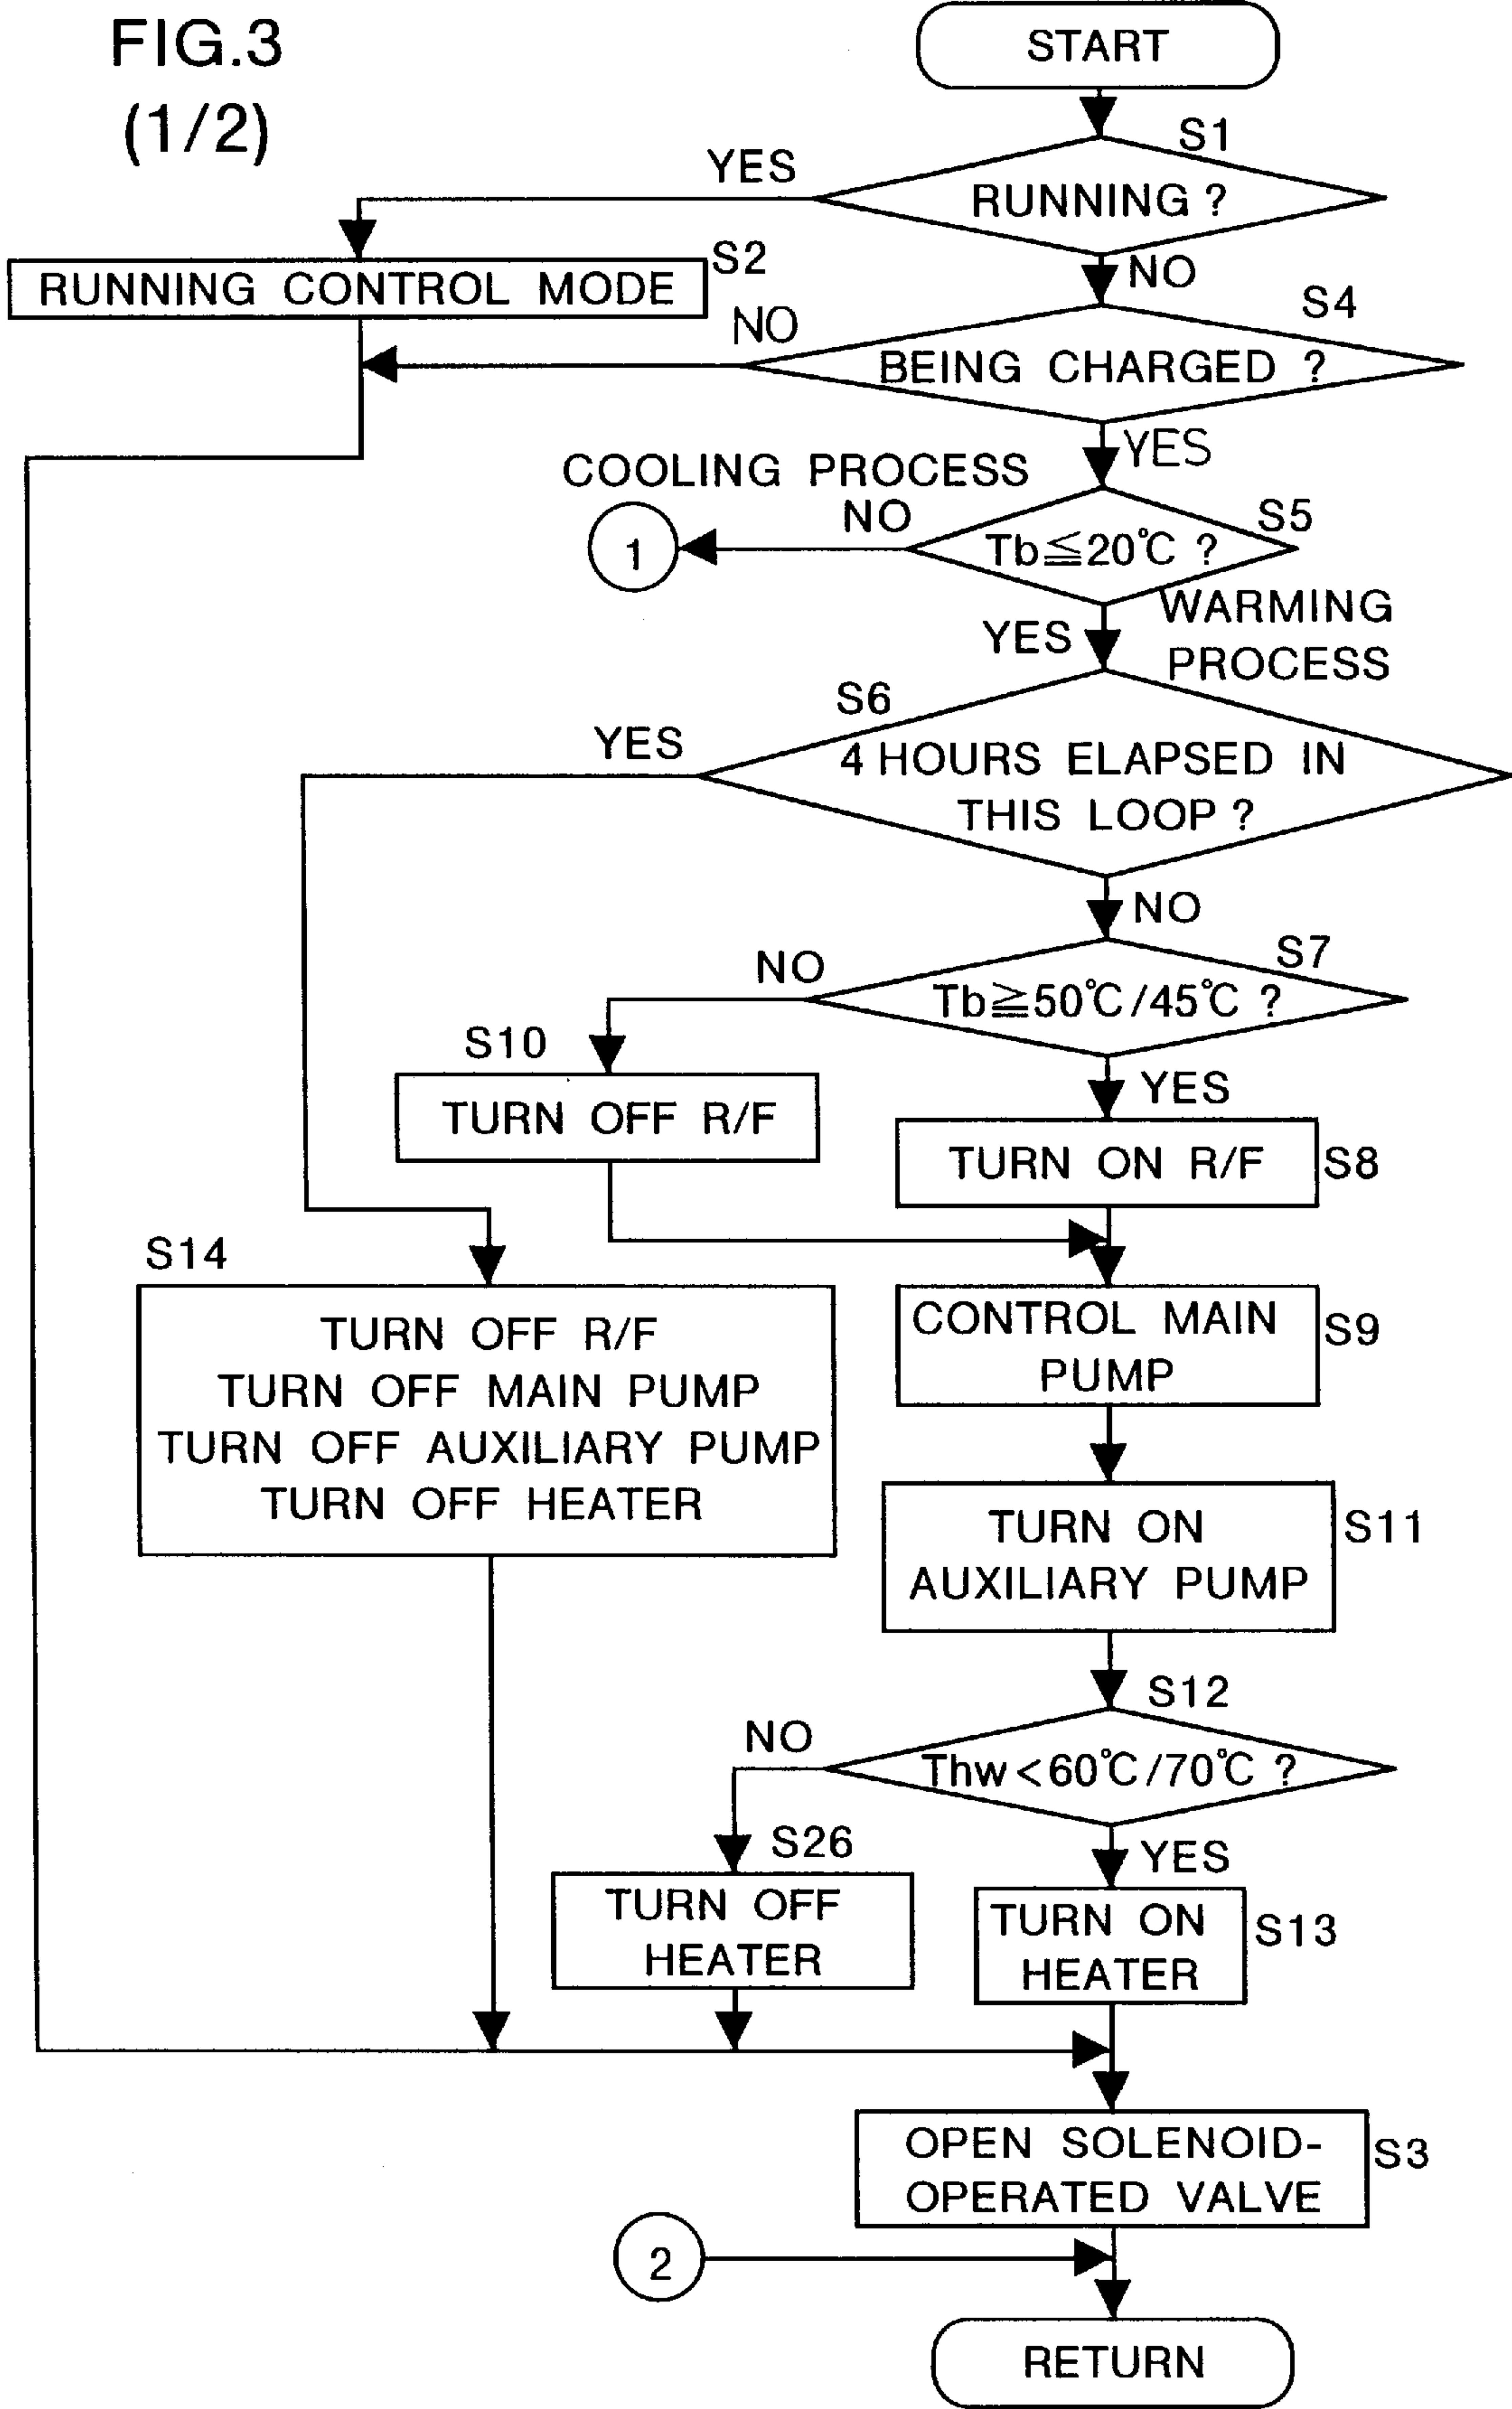 FIG.3
(1/2)
START
S1
YES
RUNNING ?
S2
NO
RUNNING CONTROL MODE
S4
NO
BEING CHARGED ?
YES
COOLING PROCESS
NO
S5
1
Tb≦20℃ ?
WARMING
YES
PROCESS
S6
YES
4 HOURS ELAPSED IN
THIS LOOP ?
NO
S7
NO
Tb≧50℃/45℃ ?
S10
YES
TURN OFF R/F
TURN ON R/F
S8
S14
TURN OFF R/F
TURN OFF MAIN PUMP
TURN OFF AUXILIARY PUMP
TURN OFF HEATER
CONTROL MAIN
PUMP
S9
TURN ON
AUXILIARY PUMP
S11
S12
NO
Thw<60℃/70℃ ?
S26
YES
TURN OFF
HEATER
TURN ON
HEATER
S13
OPEN SOLENOID-
OPERATED VALVE
S3
2
RETURN